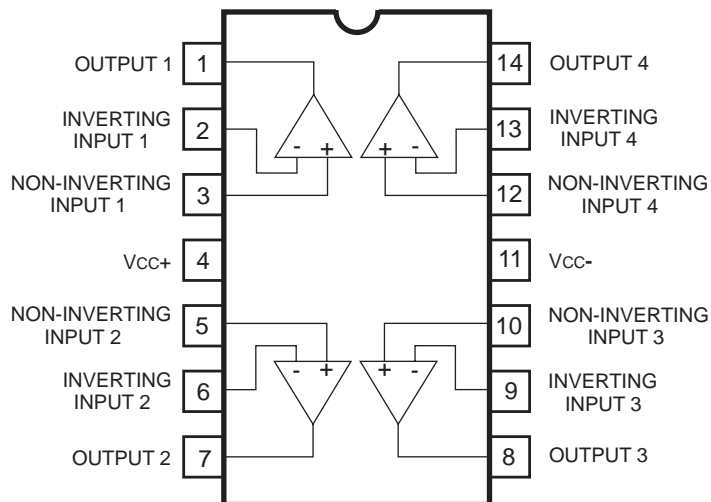 OUTPUT 1 1
INVERTING
INPUT 1 2
NON-INVERTING
INPUT 1 3
Vcc+ 4
NON-INVERTING
INPUT 2 5
INVERTING
INPUT 2 6
OUTPUT 2 7
- +
+ -
- +
+ -
14 OUTPUT 4
13 INVERTING
INPUT 4
12 NON-INVERTING
INPUT 4
11 Vcc-
10 NON-INVERTING
INPUT 3
9 INVERTING
INPUT 3
8 OUTPUT 3